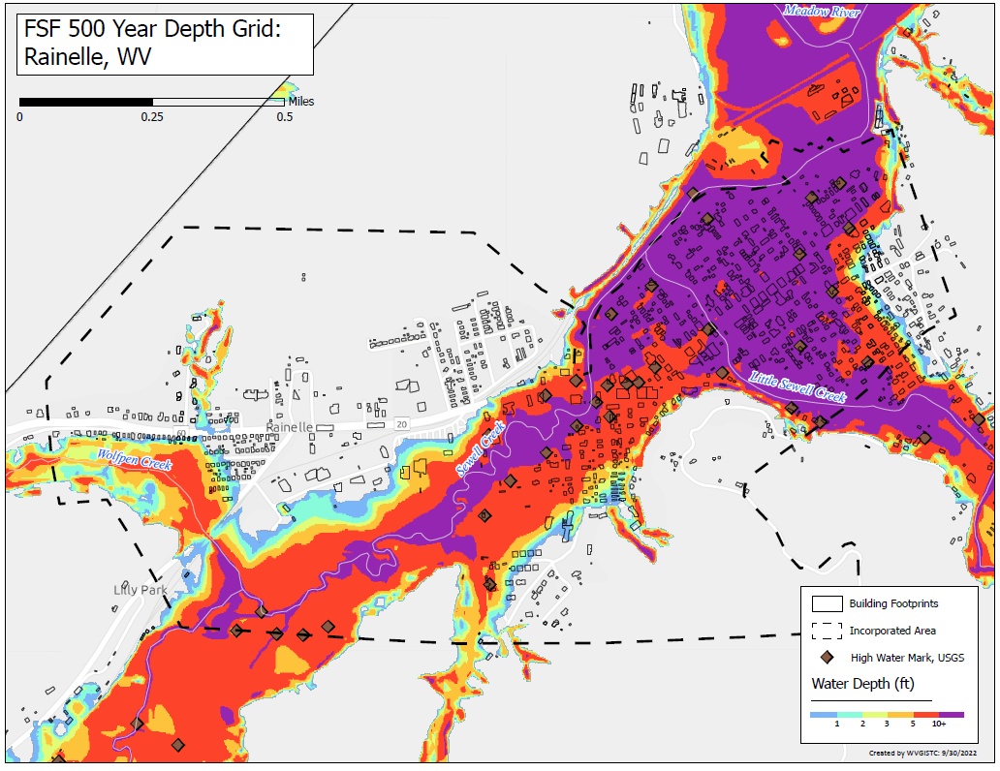 FSF 500 Year Depth Grid:
Rainelle, WV
Miles
0 0.25 0.5
Meadow River
Little Sewell Creek
Sewell Creek
20
60
Rainelle
Wolfpen Creek
Lilly Park
Building Footprints
Incorporated Area
High Water Mark, USGS
Water Depth (ft)
1 2 3 5 10+
Created by WVGISTC: 9/30/2022